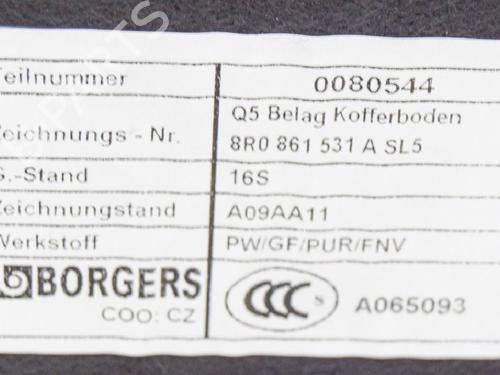 Teilnummer 0080544
Q5 Belag Kofferboden
Zeichnungs - Nr. 8R0 861 531 A SL5
G.-Stand 16S
Zeichnungstand A09AA11
Werkstoff PW/GF/PUR/FNV
BORGERS
COO: CZ
CCC S A065093